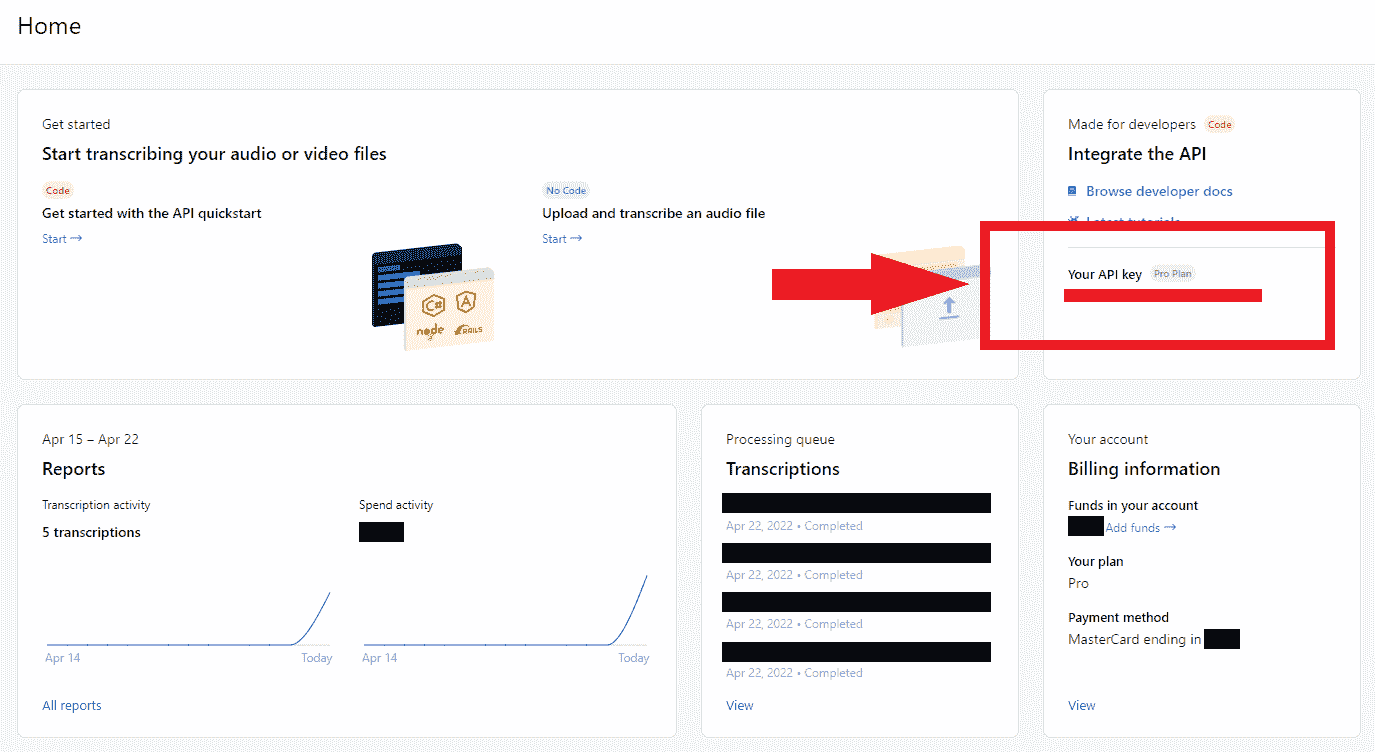 Home
Get started
Start transcribing your audio or video files
Code
Get started with the API quickstart
Start →
C#
A
node
RAILS
No Code
Upload and transcribe an audio file
Start →
Made for developers Code
Integrate the API
Browse developer docs
Latest tutorials
Your API key Pro Plan
Apr 15 – Apr 22
Reports
Transcription activity
5 transcriptions
Spend activity
Apr 14
Today
Apr 14
Today
All reports
Processing queue
Transcriptions
Apr 22, 2022 • Completed
Apr 22, 2022 • Completed
Apr 22, 2022 • Completed
Apr 22, 2022 • Completed
View
Your account
Billing information
Funds in your account
Add funds →
Your plan
Pro
Payment method
MasterCard ending in
View